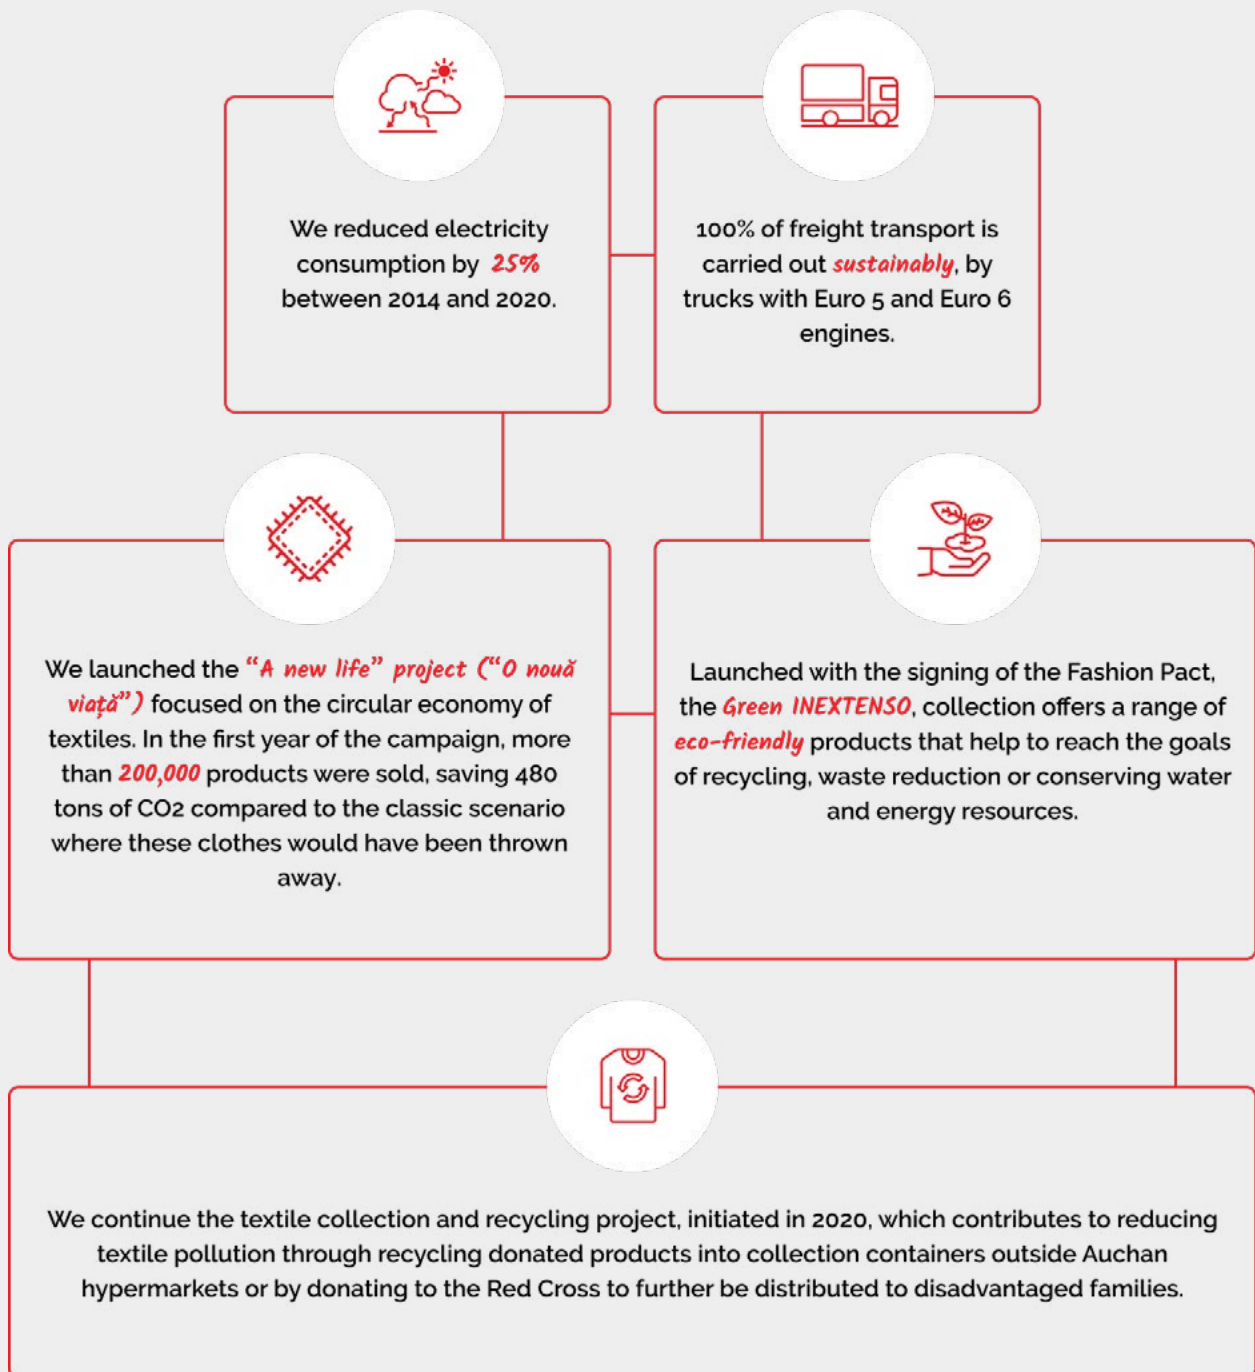 We reduced electricity
consumption by 25%
between 2014 and 2020.
100% of freight transport is
carried out sustainably, by
trucks with Euro 5 and Euro 6
engines.
We launched the “A new life” project (“O nouă
viață”) focused on the circular economy of
textiles. In the first year of the campaign, more
than 200,000 products were sold, saving 480
tons of CO2 compared to the classic scenario
where these clothes would have been thrown
away.
Launched with the signing of the Fashion Pact,
the Green INEXTENSO, collection offers a range of
eco-friendly products that help to reach the goals
of recycling, waste reduction or conserving water
and energy resources.
We continue the textile collection and recycling project, initiated in 2020, which contributes to reducing
textile pollution through recycling donated products into collection containers outside Auchan
hypermarkets or by donating to the Red Cross to further be distributed to disadvantaged families.